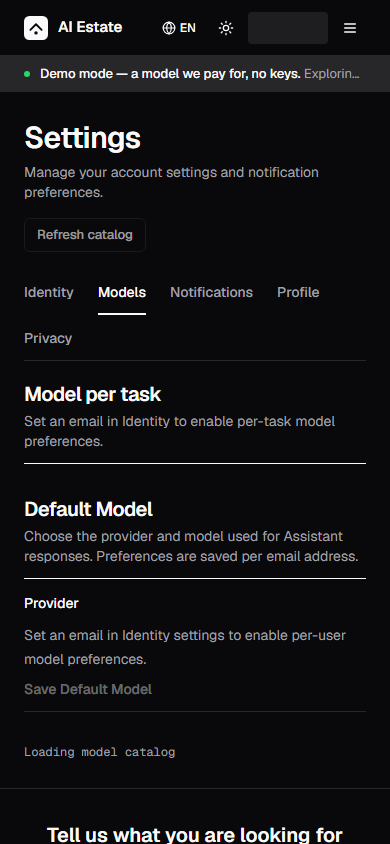 AI Estate
EN
Demo mode — a model we pay for, no keys. Explorin...
Settings
Manage your account settings and notification
preferences.
Refresh catalog
Identity
Models
Notifications
Profile
Privacy
Model per task
Set an email in Identity to enable per-task model
preferences.
Default Model
Choose the provider and model used for Assistant
responses. Preferences are saved per email address.
Provider
Set an email in Identity settings to enable per-user
model preferences.
Save Default Model
Loading model catalog
Tell us what you are looking for